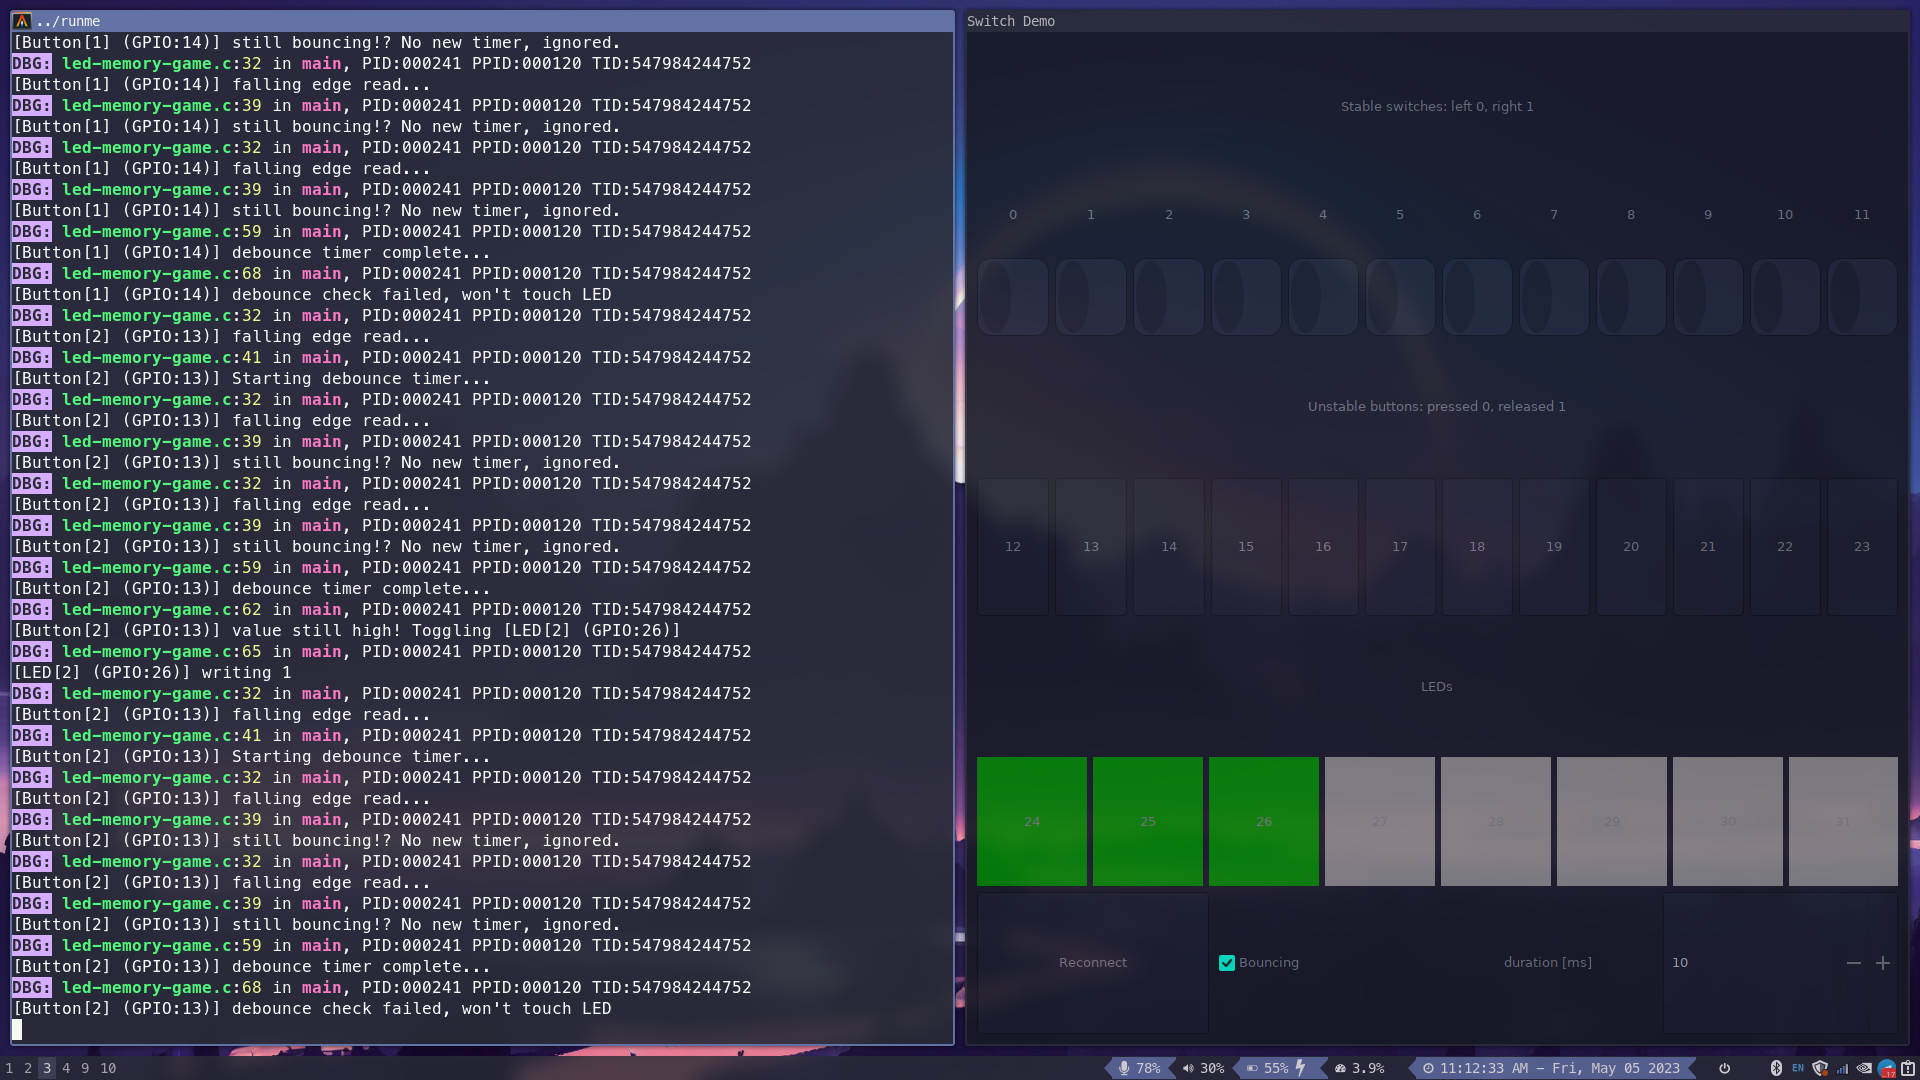 ../runme
[Button[1] (GPIO:14)] still bouncing!? No new timer, ignored.
DBG: led-memory-game.c:32 in main, PID:000241 PPID:000120 TID:547984244752
[Button[1] (GPIO:14)] falling edge read...
DBG: led-memory-game.c:39 in main, PID:000241 PPID:000120 TID:547984244752
[Button[1] (GPIO:14)] still bouncing!? No new timer, ignored.
DBG: led-memory-game.c:32 in main, PID:000241 PPID:000120 TID:547984244752
[Button[1] (GPIO:14)] falling edge read...
DBG: led-memory-game.c:39 in main, PID:000241 PPID:000120 TID:547984244752
[Button[1] (GPIO:14)] still bouncing!? No new timer, ignored.
DBG: led-memory-game.c:59 in main, PID:000241 PPID:000120 TID:547984244752
[Button[1] (GPIO:14)] debounce timer complete...
DBG: led-memory-game.c:68 in main, PID:000241 PPID:000120 TID:547984244752
[Button[1] (GPIO:14)] debounce check failed, won't touch LED
DBG: led-memory-game.c:32 in main, PID:000241 PPID:000120 TID:547984244752
[Button[2] (GPIO:13)] falling edge read...
DBG: led-memory-game.c:41 in main, PID:000241 PPID:000120 TID:547984244752
[Button[2] (GPIO:13)] Starting debounce timer...
DBG: led-memory-game.c:32 in main, PID:000241 PPID:000120 TID:547984244752
[Button[2] (GPIO:13)] falling edge read...
DBG: led-memory-game.c:39 in main, PID:000241 PPID:000120 TID:547984244752
[Button[2] (GPIO:13)] still bouncing!? No new timer, ignored.
DBG: led-memory-game.c:32 in main, PID:000241 PPID:000120 TID:547984244752
[Button[2] (GPIO:13)] falling edge read...
DBG: led-memory-game.c:39 in main, PID:000241 PPID:000120 TID:547984244752
[Button[2] (GPIO:13)] still bouncing!? No new timer, ignored.
DBG: led-memory-game.c:59 in main, PID:000241 PPID:000120 TID:547984244752
[Button[2] (GPIO:13)] debounce timer complete...
DBG: led-memory-game.c:62 in main, PID:000241 PPID:000120 TID:547984244752
[Button[2] (GPIO:13)] value still high! Toggling [LED[2] (GPIO:26)]
DBG: led-memory-game.c:65 in main, PID:000241 PPID:000120 TID:547984244752
[LED[2] (GPIO:26)] writing 1
DBG: led-memory-game.c:32 in main, PID:000241 PPID:000120 TID:547984244752
[Button[2] (GPIO:13)] falling edge read...
DBG: led-memory-game.c:41 in main, PID:000241 PPID:000120 TID:547984244752
[Button[2] (GPIO:13)] Starting debounce timer...
DBG: led-memory-game.c:32 in main, PID:000241 PPID:000120 TID:547984244752
[Button[2] (GPIO:13)] falling edge read...
DBG: led-memory-game.c:39 in main, PID:000241 PPID:000120 TID:547984244752
[Button[2] (GPIO:13)] still bouncing!? No new timer, ignored.
DBG: led-memory-game.c:32 in main, PID:000241 PPID:000120 TID:547984244752
[Button[2] (GPIO:13)] falling edge read...
DBG: led-memory-game.c:39 in main, PID:000241 PPID:000120 TID:547984244752
[Button[2] (GPIO:13)] still bouncing!? No new timer, ignored.
DBG: led-memory-game.c:59 in main, PID:000241 PPID:000120 TID:547984244752
[Button[2] (GPIO:13)] debounce timer complete...
DBG: led-memory-game.c:68 in main, PID:000241 PPID:000120 TID:547984244752
[Button[2] (GPIO:13)] debounce check failed, won't touch LED
Switch Demo
Stable switches: left 0, right 1
0 1 2 3 4 5 6 7 8 9 10 11
Unstable buttons: pressed 0, released 1
12 13 14 15 16 17 18 19 20 21 22 23
LEDs
24 25 26 27 28 29 30 31
Reconnect Bouncing duration [ms] 10 − +
1 2 3 4 9 10 78% 30% 55% 3.9% 11:12:33 AM – Fri, May 05 2023 EN 17